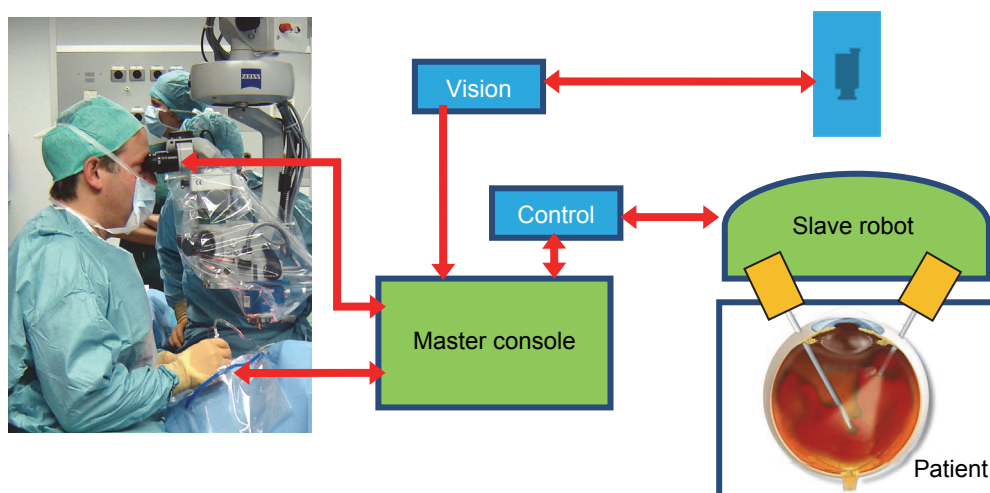 ZEISS
Vision
Control
Slave robot
Master console
Patient